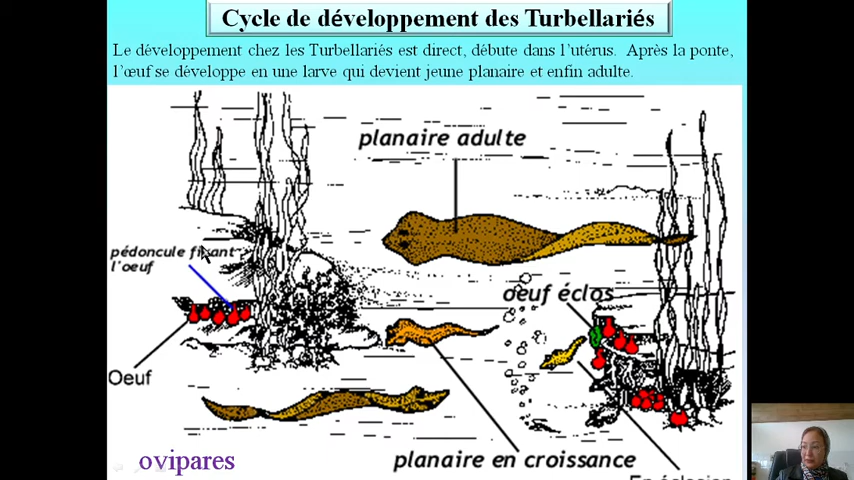 Cycle de développement des Turbellariés
Le développement chez les Turbellariés est direct, débute dans l'utérus. Après la ponte,
l'œuf se développe en une larve qui devient jeune planaire et enfin adulte.
planaire adulte
pédoncule fixant
l'oeuf
oeuf éclos
Oeuf
ovipares
planaire en croissance
En éclosion